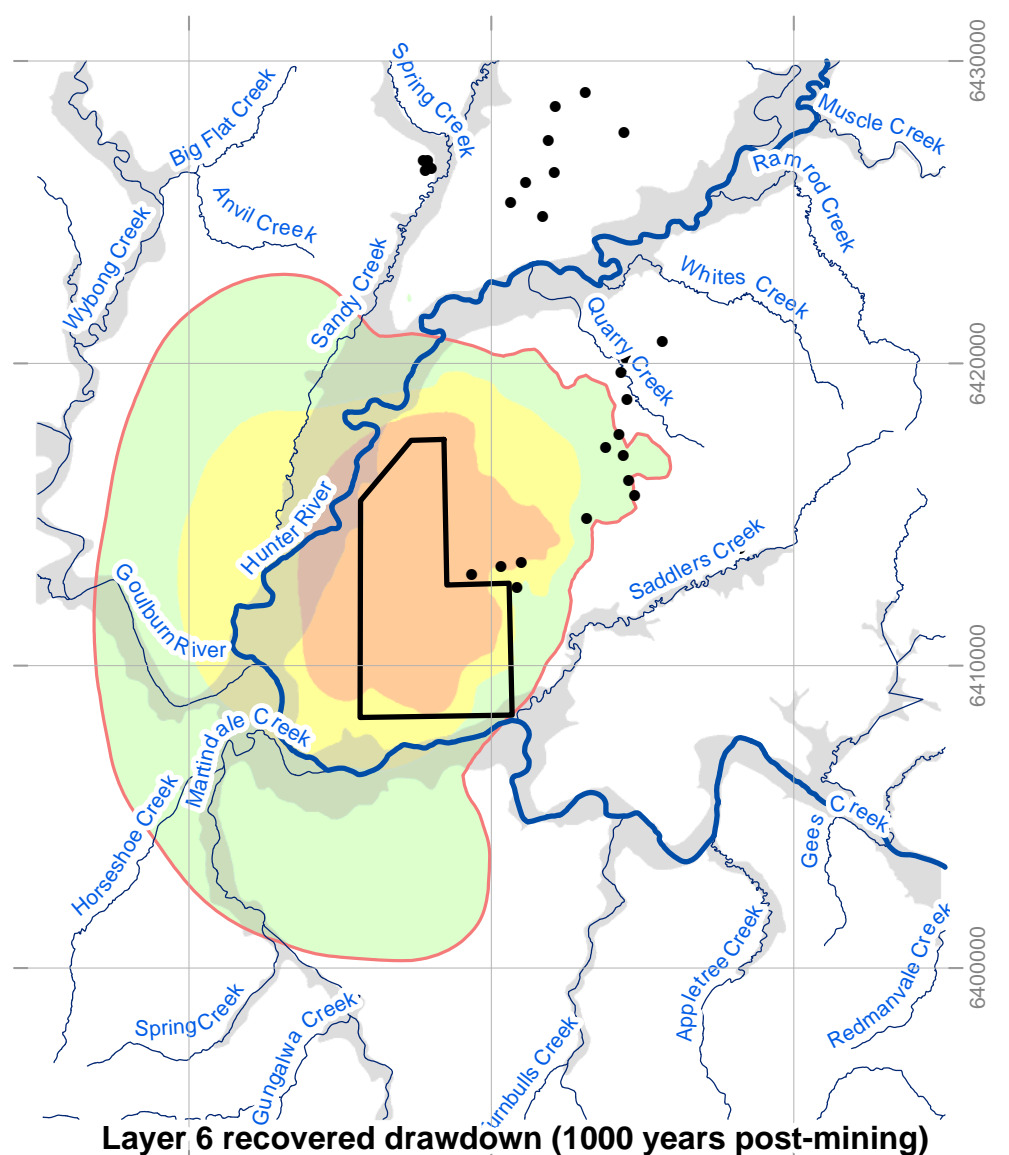 6430000
Spring Creek
Big Flat Creek
Muscle Creek
Ramrod Creek
Anvil Creek
Wybong Creek
Sandy Creek
Whites Creek
Quarry Creek
6420000
Hunter River
Saddlers Creek
Goulburn River
6410000
Martindale Creek
Horseshoe Creek
Gees Creek
6400000
Appletree Creek
Redmanvale Creek
Spring Creek
Gungalwa Creek
urnbulls Creek
Layer 6 recovered drawdown (1000 years post-mining)